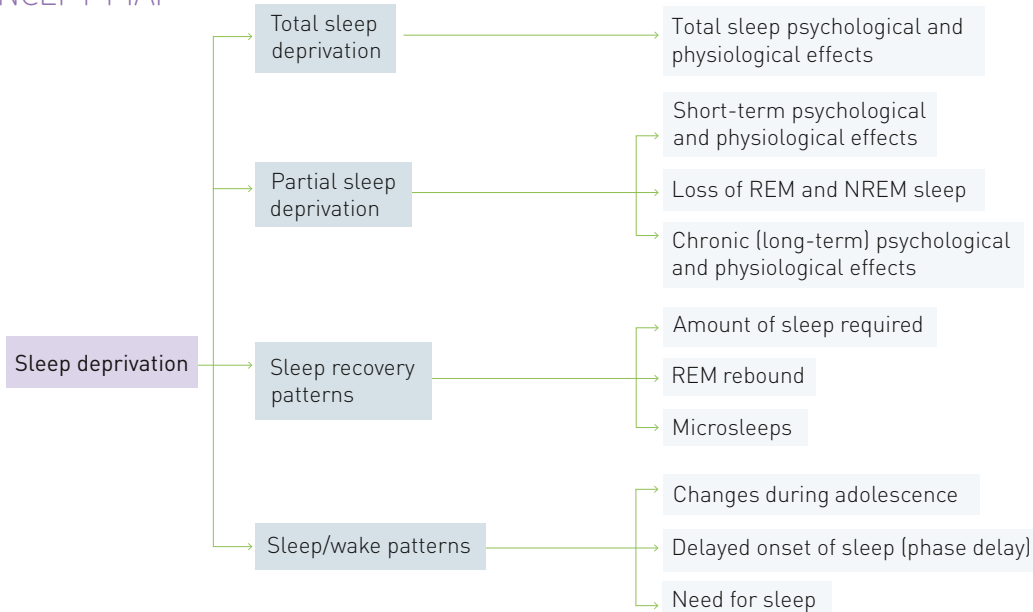 Total sleep
deprivation
Total sleep psychological and
physiological effects
Short-term psychological
and physiological effects
Partial sleep
deprivation
Loss of REM and NREM sleep
Chronic (long-term) psychological
and physiological effects
Sleep deprivation
Sleep recovery
patterns
Amount of sleep required
REM rebound
Microsleeps
Sleep/wake patterns
Changes during adolescence
Delayed onset of sleep (phase delay)
Need for sleep